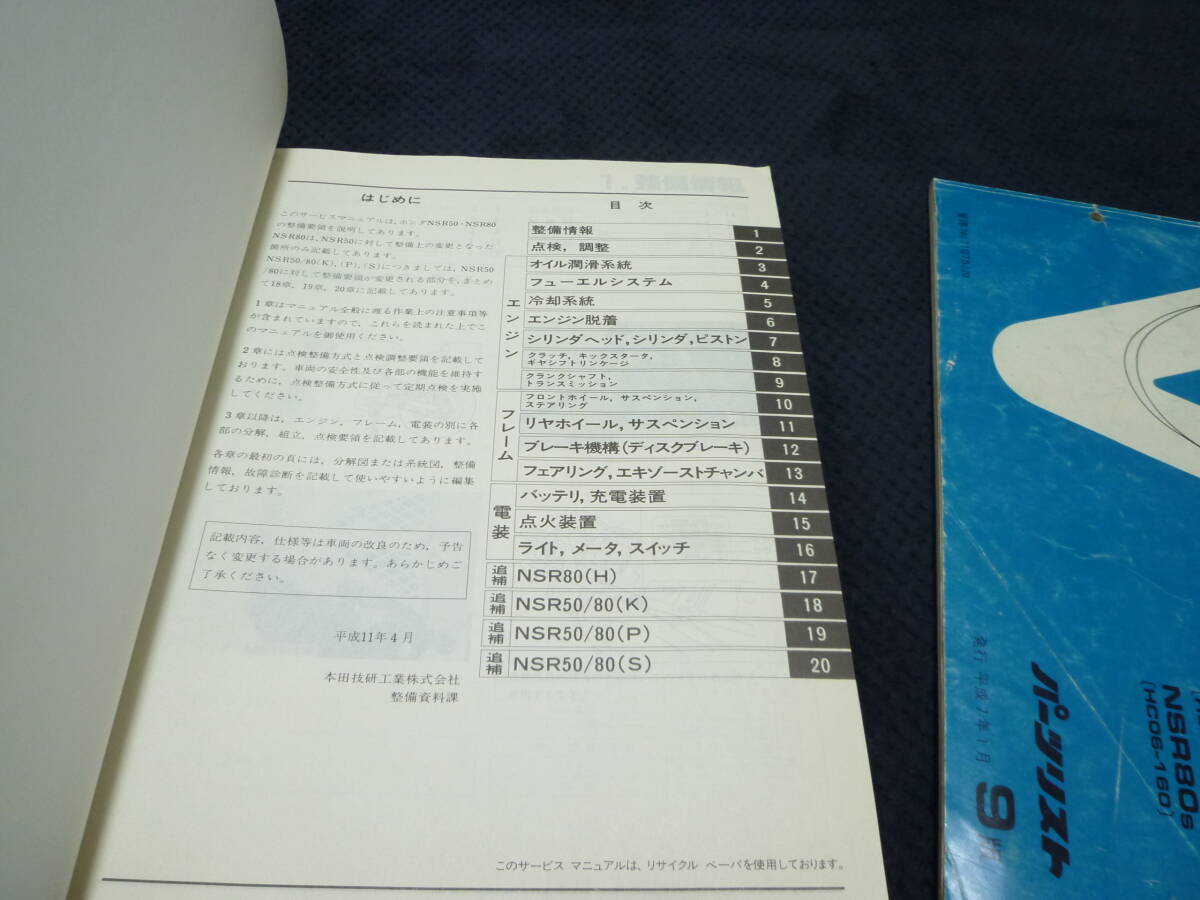 はじめに
このサービスマニュアルは、ホンダNSR50・NSR80
の整備要領を説明してあります。
NSR80は、NSR50に対して整備上の変更となった
箇所のみ記載してあります。
NSR50/80(K)、(P)、(S)につきましては、NSR50
/80に対して整備要領が変更される部分を、まとめ
て18章、19章、20章に記載してあります。
1章はマニュアル全般に渡る作業上の注意事項等
が含まれていますので、これらを読まれた上でこ
のマニュアルを御使用ください。
2章には点検整備方式と点検調整要領を記載して
おります。車両の安全性及び各部の機能を維持す
るために、点検整備方式に従って定期点検を実施
してください。
3章以降は、エンジン、フレーム、電装の別に各
部の分解、組立、点検要領を記載してあります。
各章の最初の頁には、分解図または系統図、整備
情報、故障診断を記載して使いやすいように編集
しております。
記載内容、仕様等は車両の改良のため、予告
なく変更する場合があります。あらかじめご
了承ください。
平成11年4月
本田技研工業株式会社
整備資料課
目 次
整備情報 1
点検，調整 2
エンジン
オイル潤滑系統 3
フューエルシステム 4
冷却系統 5
エンジン脱着 6
シリンダヘッド，シリンダ，ピストン 7
クラッチ，キックスタータ，
ギヤシフトリンケージ 8
クランクシャフト，
トランスミッション 9
フレーム
フロントホイール，サスペンション，
ステアリング 10
リヤホイール，サスペンション 11
ブレーキ機構(ディスクブレーキ) 12
フェアリング，エキゾーストチャンバ 13
電装
バッテリ，充電装置 14
点火装置 15
ライト，メータ，スイッチ 16
追補 NSR80(H) 17
追補 NSR50/80(K) 18
追補 NSR50/80(P) 19
追補 NSR50/80(S) 20
このサービス マニュアルは、リサイクル ペーパを使用しております。
NSR80s
(HC06-160)
パーツリスト
発行 平成7年11月
9版